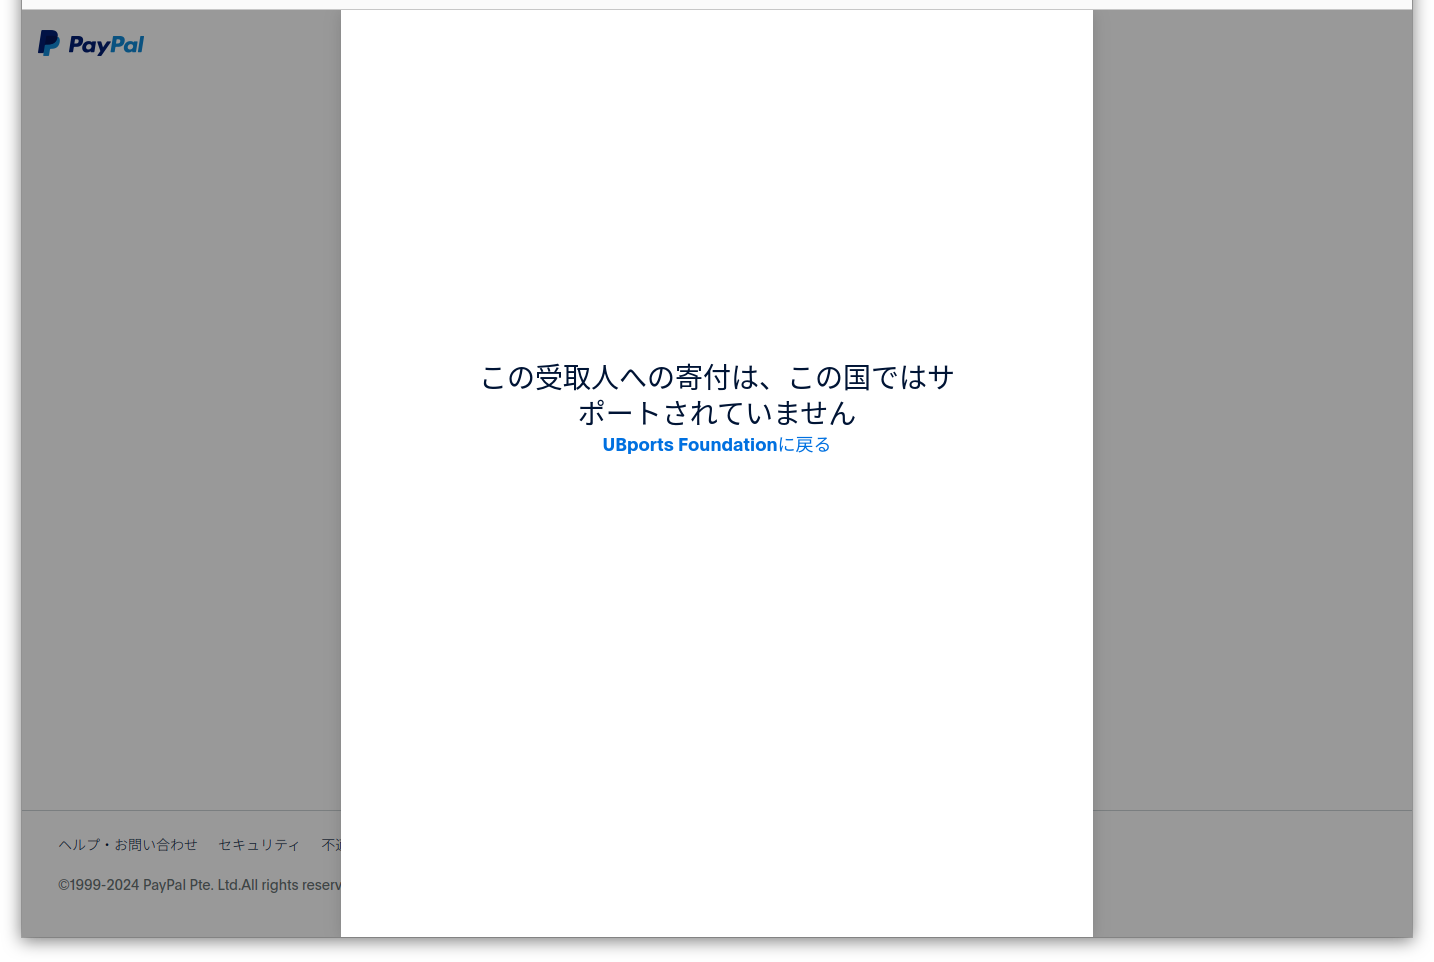 PayPal
この受取人への寄付は、この国ではサ
ポートされていません
UBports Foundationに戻る
ヘルプ・お問い合わせ セキュリティ 不
©1999-2024 PayPal Pte. Ltd.All rights reserv